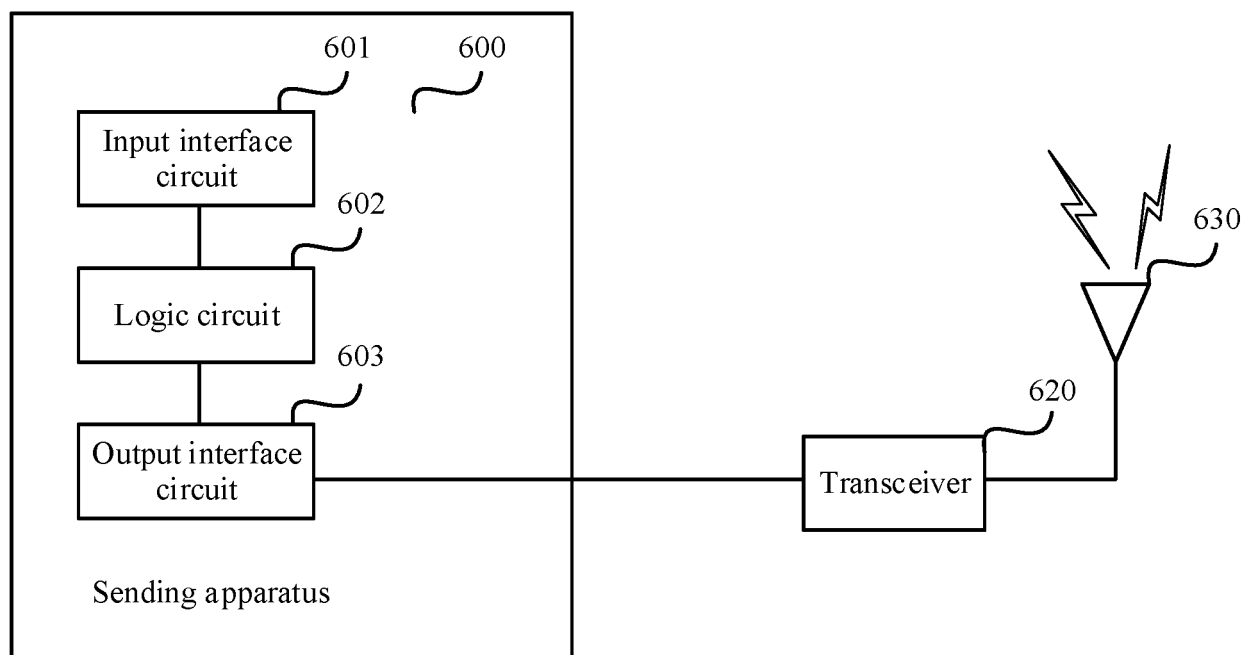 601
600
Input interface
circuit
602
630
Logic circuit
603
620
Output interface
circuit
Transceiver
Sending apparatus